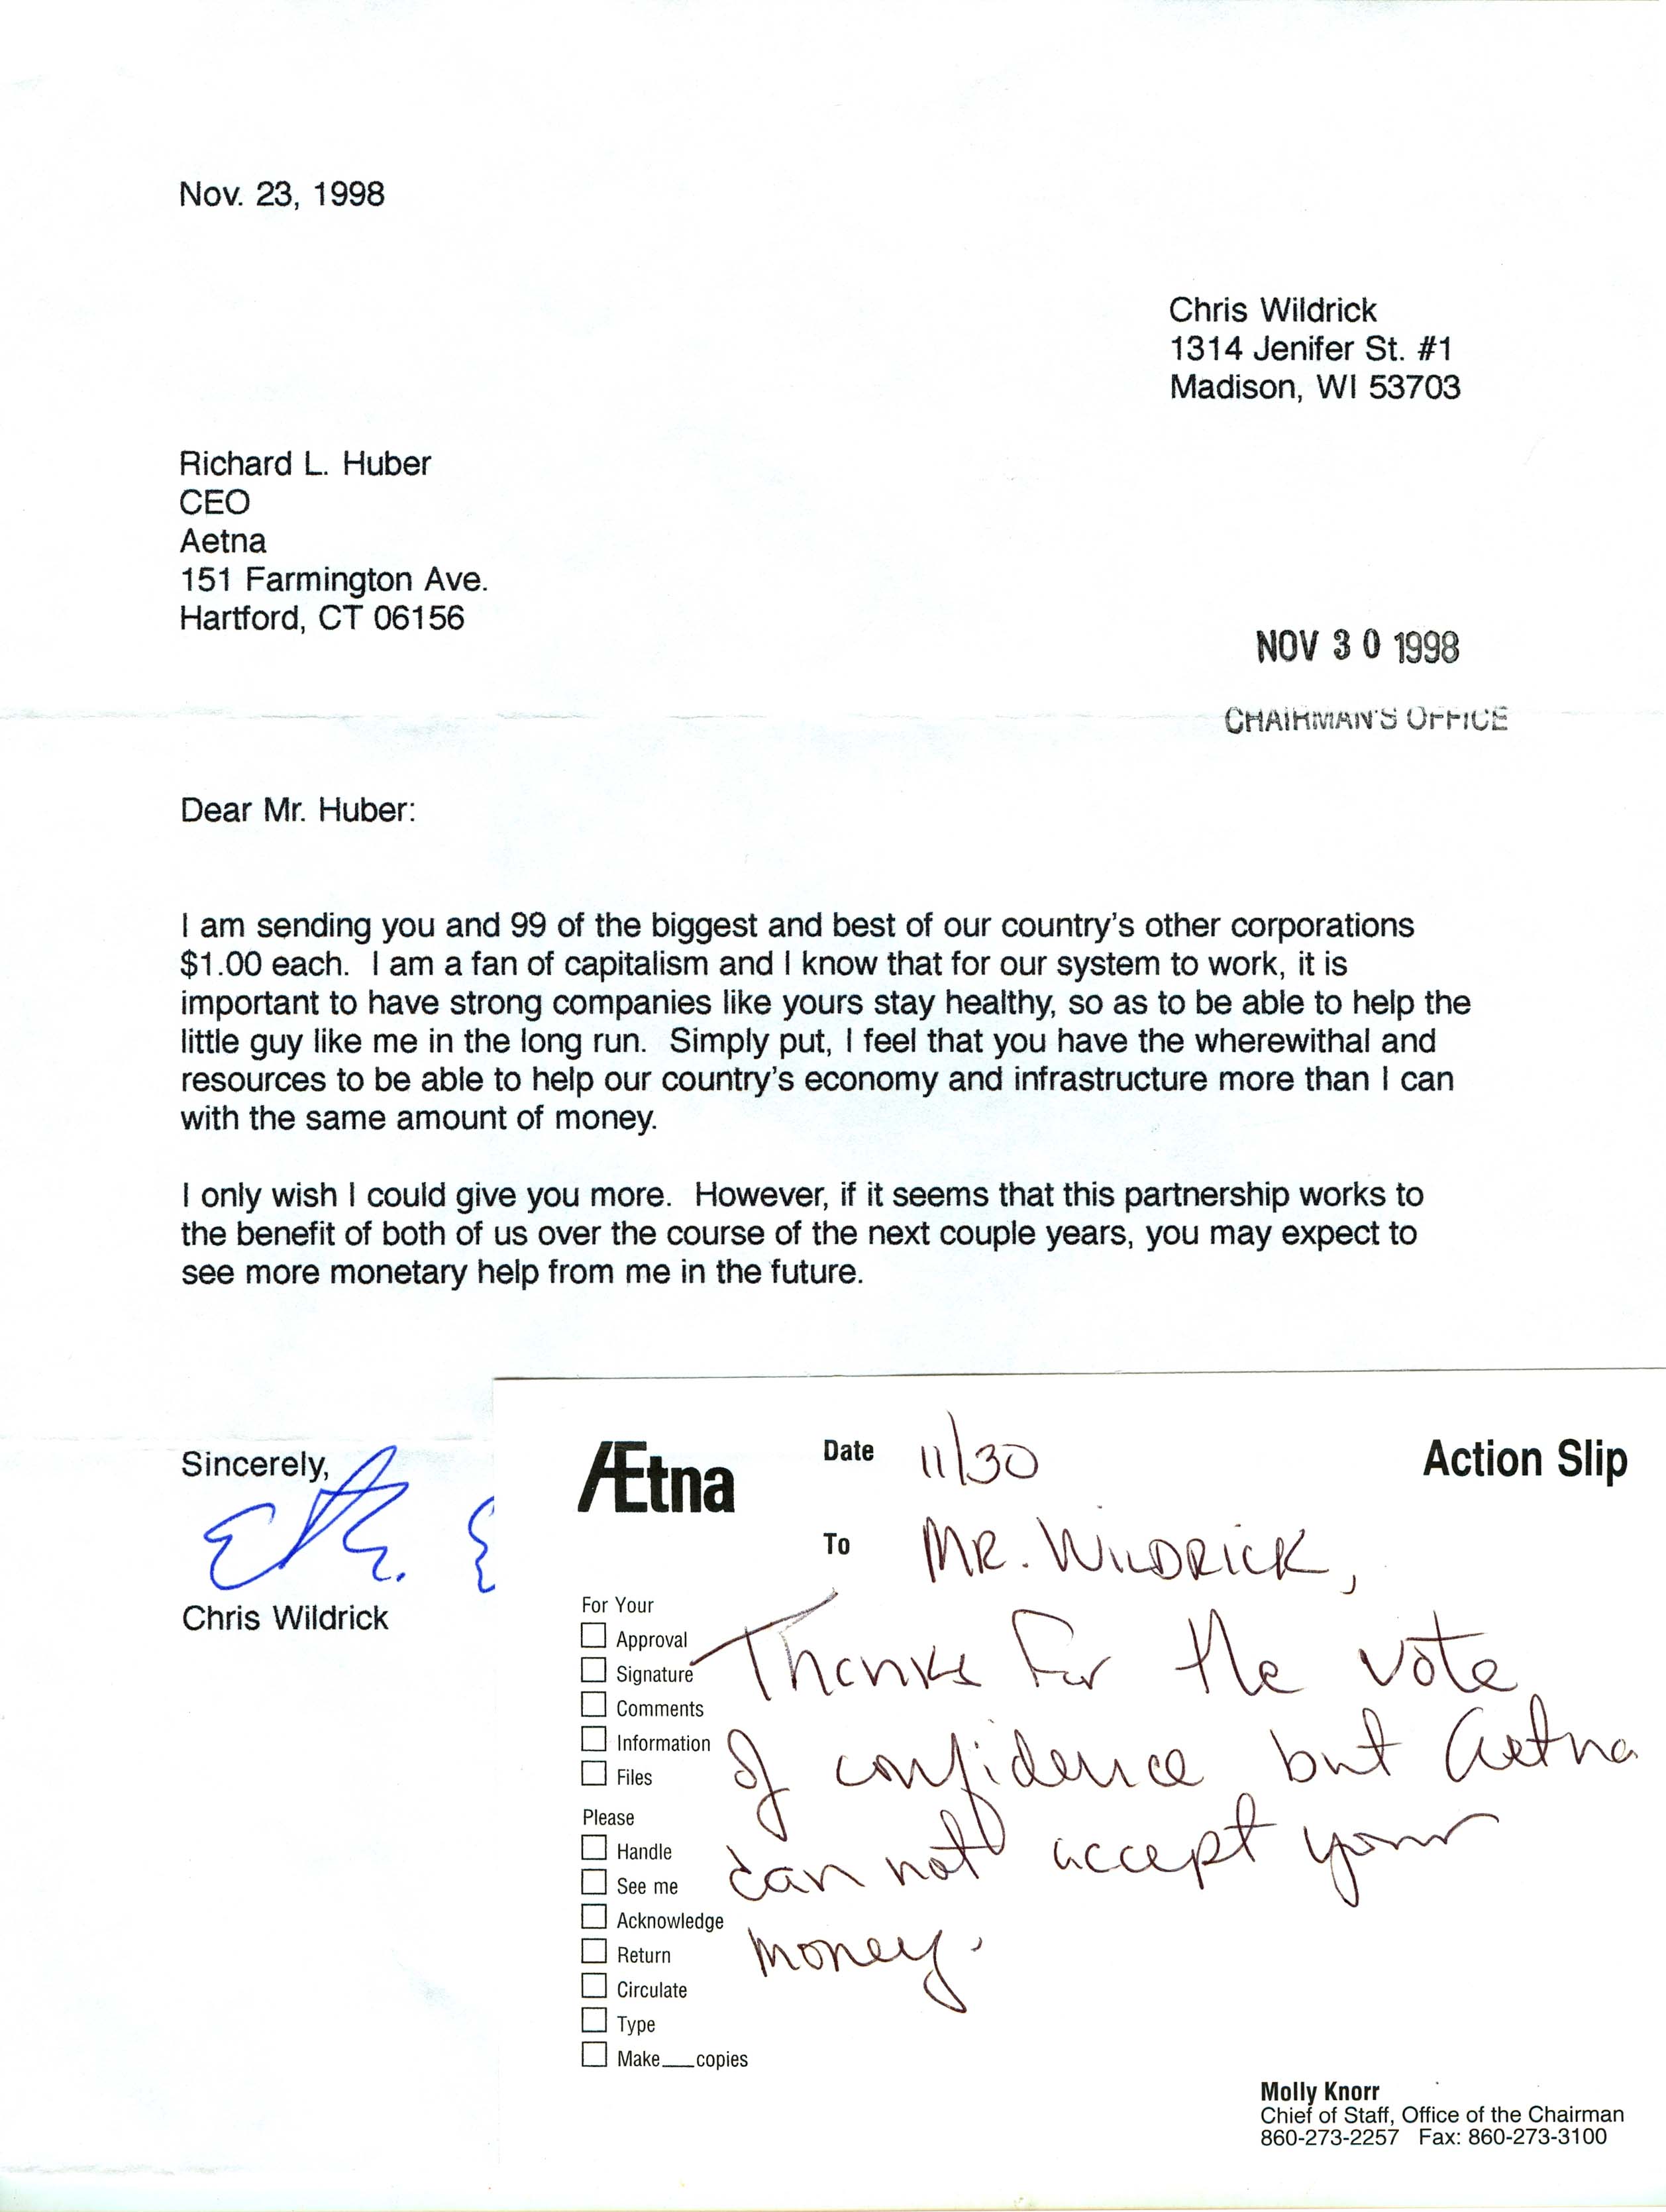 Nov. 23, 1998
Chris Wildrick
1314 Jenifer St. #1
Madison, WI 53703
Richard L. Huber
CEO
Aetna
151 Farmington Ave.
Hartford, CT 06156
NOV 30 1998
CHAIRMAN'S OFFICE
Dear Mr. Huber:
I am sending you and 99 of the biggest and best of our country's other corporations
$1.00 each.  I am a fan of capitalism and I know that for our system to work, it is
important to have strong companies like yours stay healthy, so as to be able to help the
little guy like me in the long run.  Simply put, I feel that you have the wherewithal and
resources to be able to help our country's economy and infrastructure more than I can
with the same amount of money.
I only wish I could give you more.  However, if it seems that this partnership works to
the benefit of both of us over the course of the next couple years, you may expect to
see more monetary help from me in the future.
Sincerely,
Chris Wildrick
Ætna
Date 11/30
Action Slip
To MR. WILDRICK,
For Your
Approval
Signature
Comments
Information
Files
Please
Handle
See me
Acknowledge
Return
Circulate
Type
Make___copies
Thanks for the vote
of confidence but Aetna
can not accept your
money.
Molly Knorr
Chief of Staff, Office of the Chairman
860-273-2257 Fax: 860-273-3100